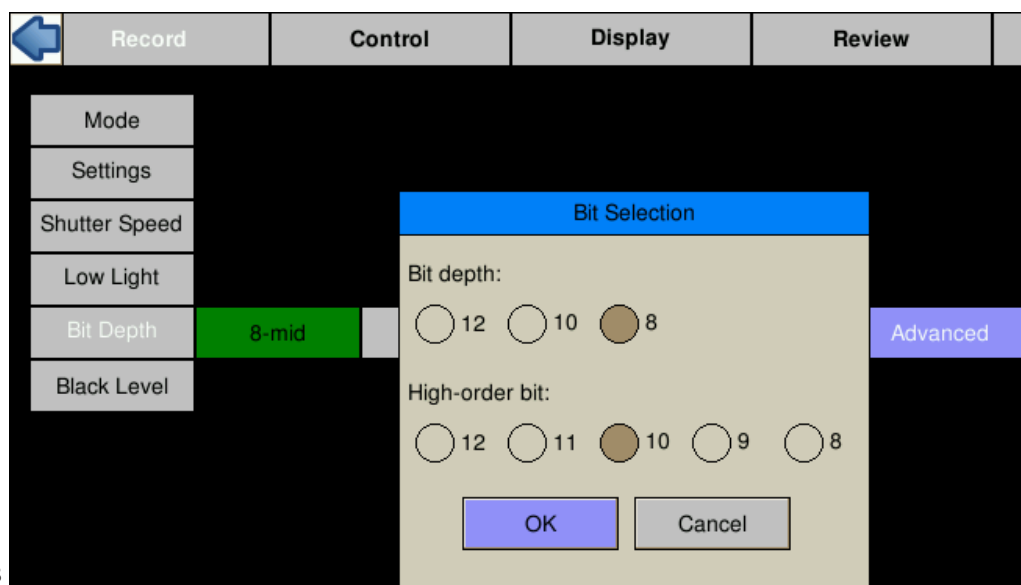 Record Control Display Review
Mode
Settings
Shutter Speed
Bit Selection
Low Light
Bit depth:
Bit Depth 8-mid 12 10 8 Advanced
Black Level
High-order bit:
12 11 10 9 8
OK Cancel